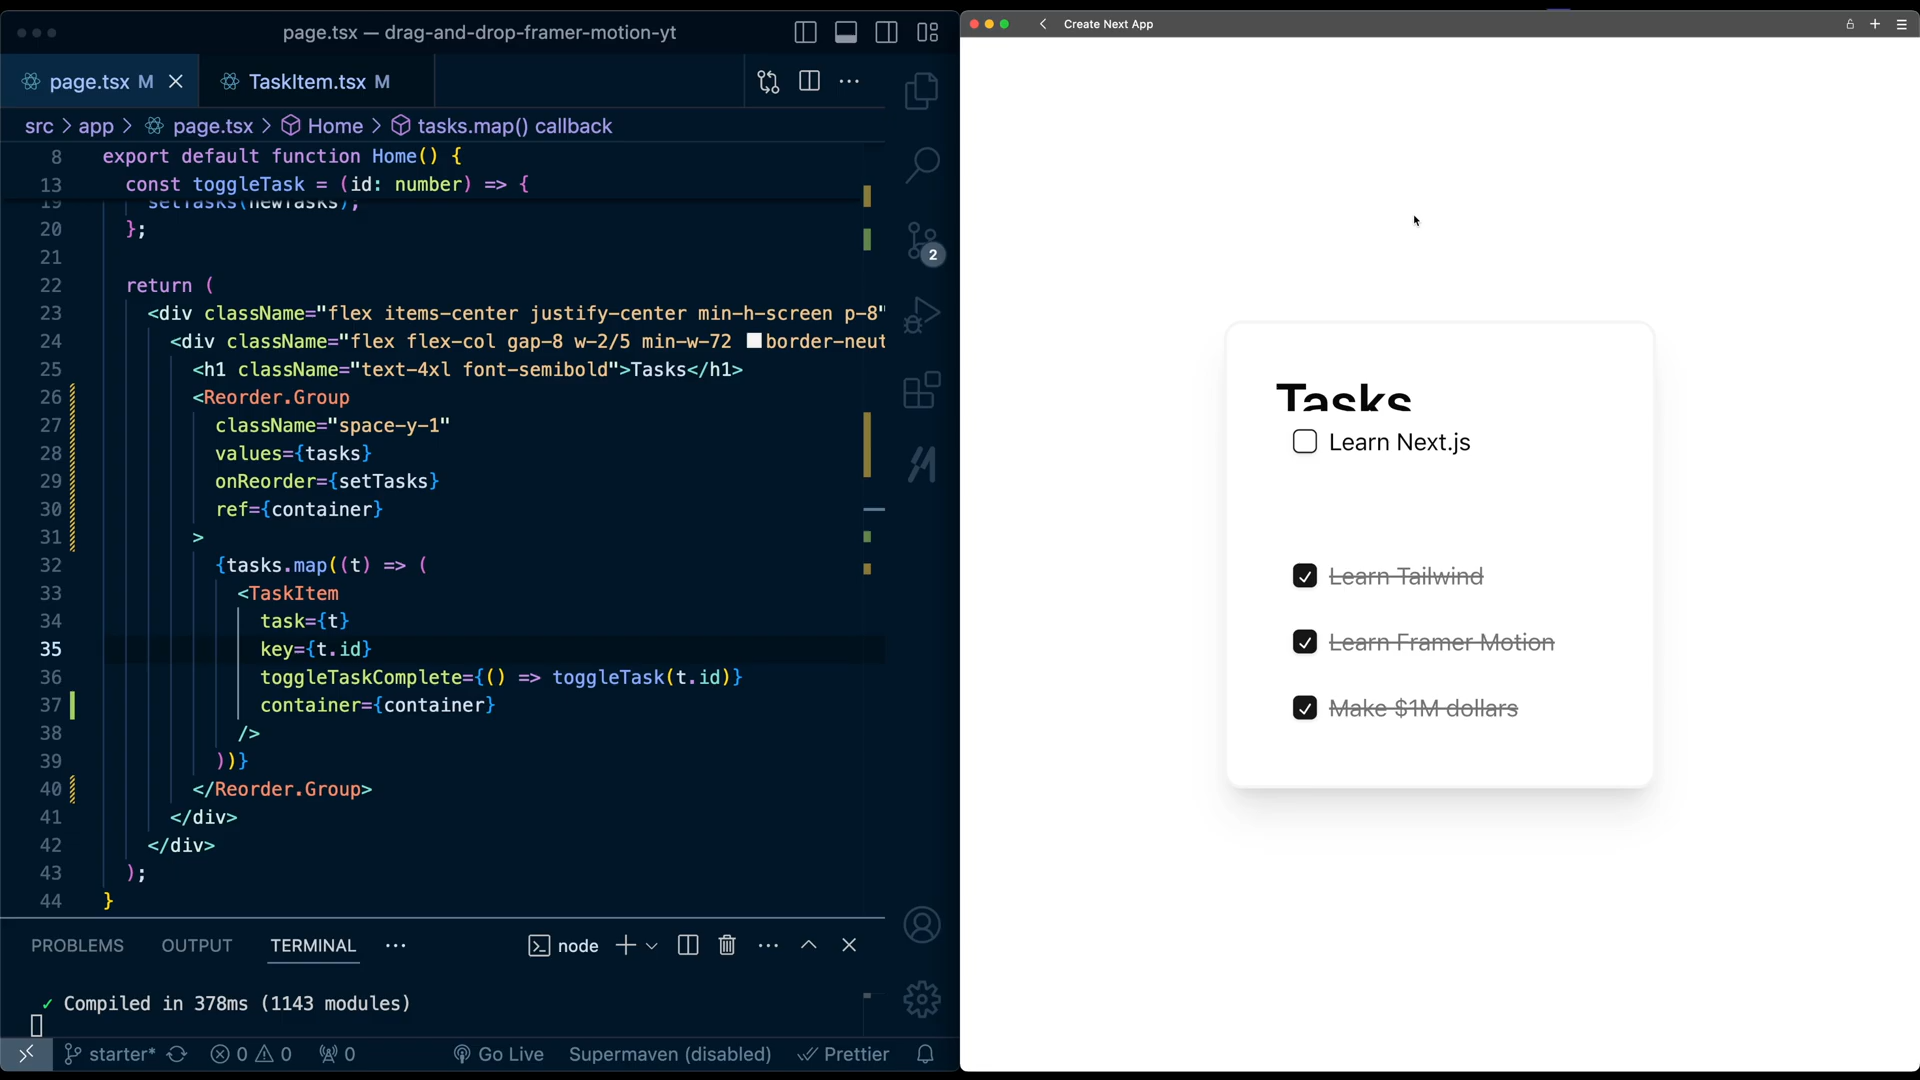 page.tsx — drag-and-drop-framer-motion-yt
page.tsx M
TaskItem.tsx M
src > app > page.tsx > Home > tasks.map() callback
8 export default function Home() {
13 const toggleTask = (id: number) => {
19 setTasks(newTasks);
20 };
21
22 return (
23 <div className="flex items-center justify-center min-h-screen p-8"
24 <div className="flex flex-col gap-8 w-2/5 min-w-72 border-neut
25 <h1 className="text-4xl font-semibold">Tasks</h1>
26 <Reorder.Group
27 className="space-y-1"
28 values={tasks}
29 onReorder={setTasks}
30 ref={container}
31 >
32 {tasks.map((t) => (
33 <TaskItem
34 task={t}
35 key={t.id}
36 toggleTaskComplete={() => toggleTask(t.id)}
37 container={container}
38 />
39 ))}
40 </Reorder.Group>
41 </div>
42 </div>
43 );
44 }
2
PROBLEMS OUTPUT TERMINAL
node
✓ Compiled in 378ms (1143 modules)
starter* 0 0 0 Go Live Supermaven (disabled) Prettier
Create Next App
Tasks
Learn Next.js
Learn Tailwind
Learn Framer Motion
Make $1M dollars